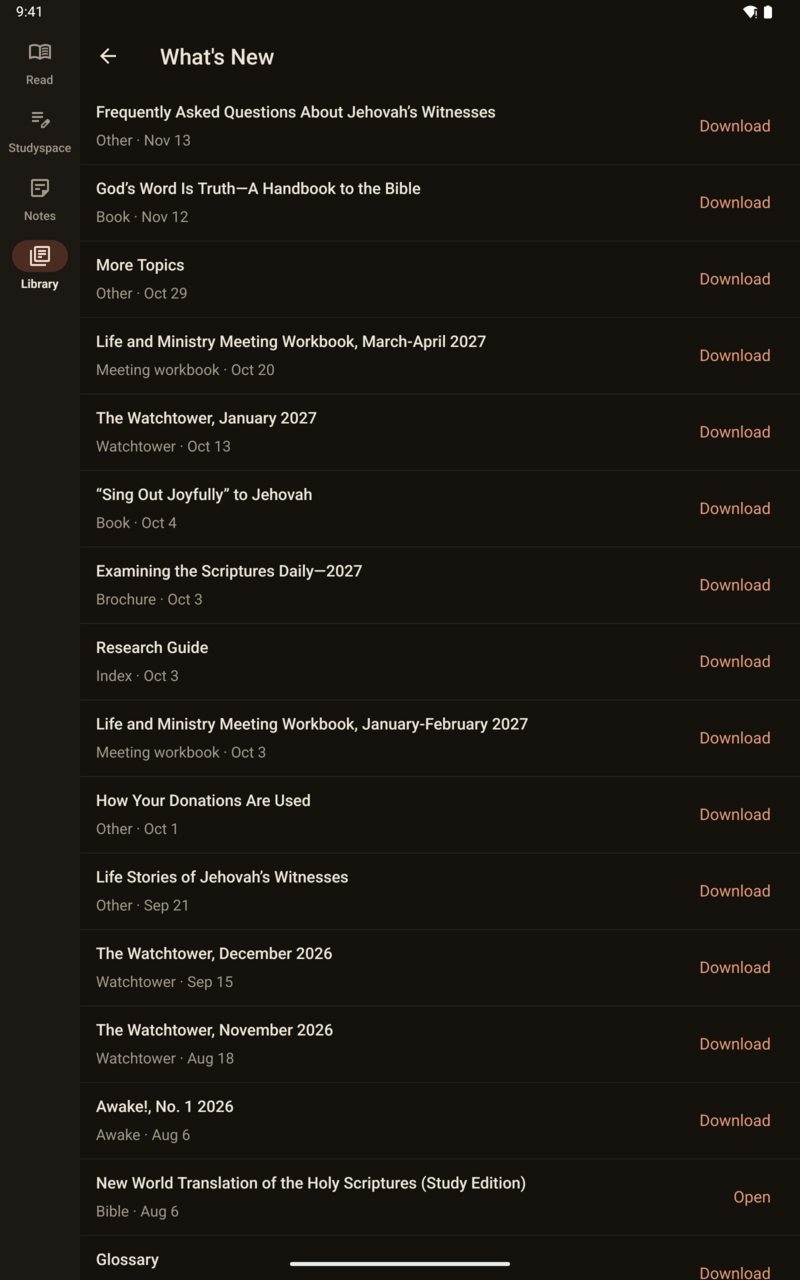 9:41
Read
Studyspace
Notes
Library
What's New
Frequently Asked Questions About Jehovah’s Witnesses
Other · Nov 13
Download
God’s Word Is Truth—A Handbook to the Bible
Book · Nov 12
Download
More Topics
Other · Oct 29
Download
Life and Ministry Meeting Workbook, March-April 2027
Meeting workbook · Oct 20
Download
The Watchtower, January 2027
Watchtower · Oct 13
Download
“Sing Out Joyfully” to Jehovah
Book · Oct 4
Download
Examining the Scriptures Daily—2027
Brochure · Oct 3
Download
Research Guide
Index · Oct 3
Download
Life and Ministry Meeting Workbook, January-February 2027
Meeting workbook · Oct 3
Download
How Your Donations Are Used
Other · Oct 1
Download
Life Stories of Jehovah’s Witnesses
Other · Sep 21
Download
The Watchtower, December 2026
Watchtower · Sep 15
Download
The Watchtower, November 2026
Watchtower · Aug 18
Download
Awake!, No. 1 2026
Awake · Aug 6
Download
New World Translation of the Holy Scriptures (Study Edition)
Bible · Aug 6
Open
Glossary
Download